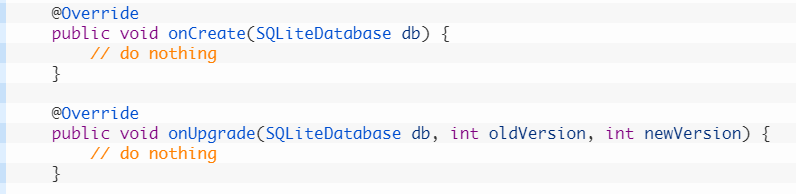 @Override
public void onCreate(SQLiteDatabase db) {
// do nothing
}
@Override
public void onUpgrade(SQLiteDatabase db, int oldVersion, int newVersion) {
// do nothing
}